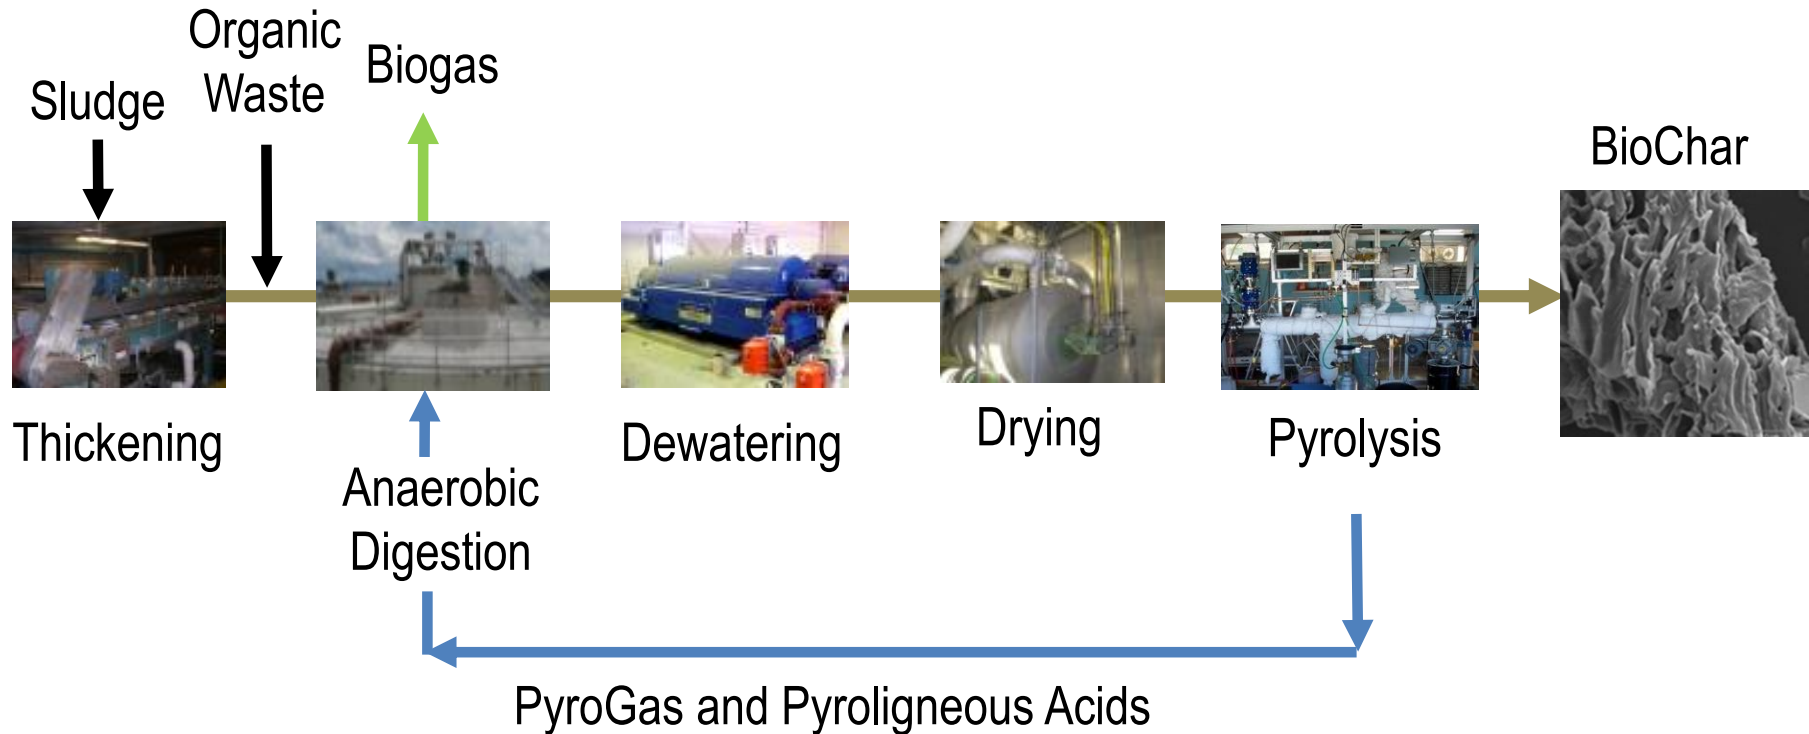 Organic
Waste
Biogas
Sludge
BioChar
Thickening
Anaerobic
Digestion
Dewatering
Drying
Pyrolysis
PyroGas and Pyroligneous Acids